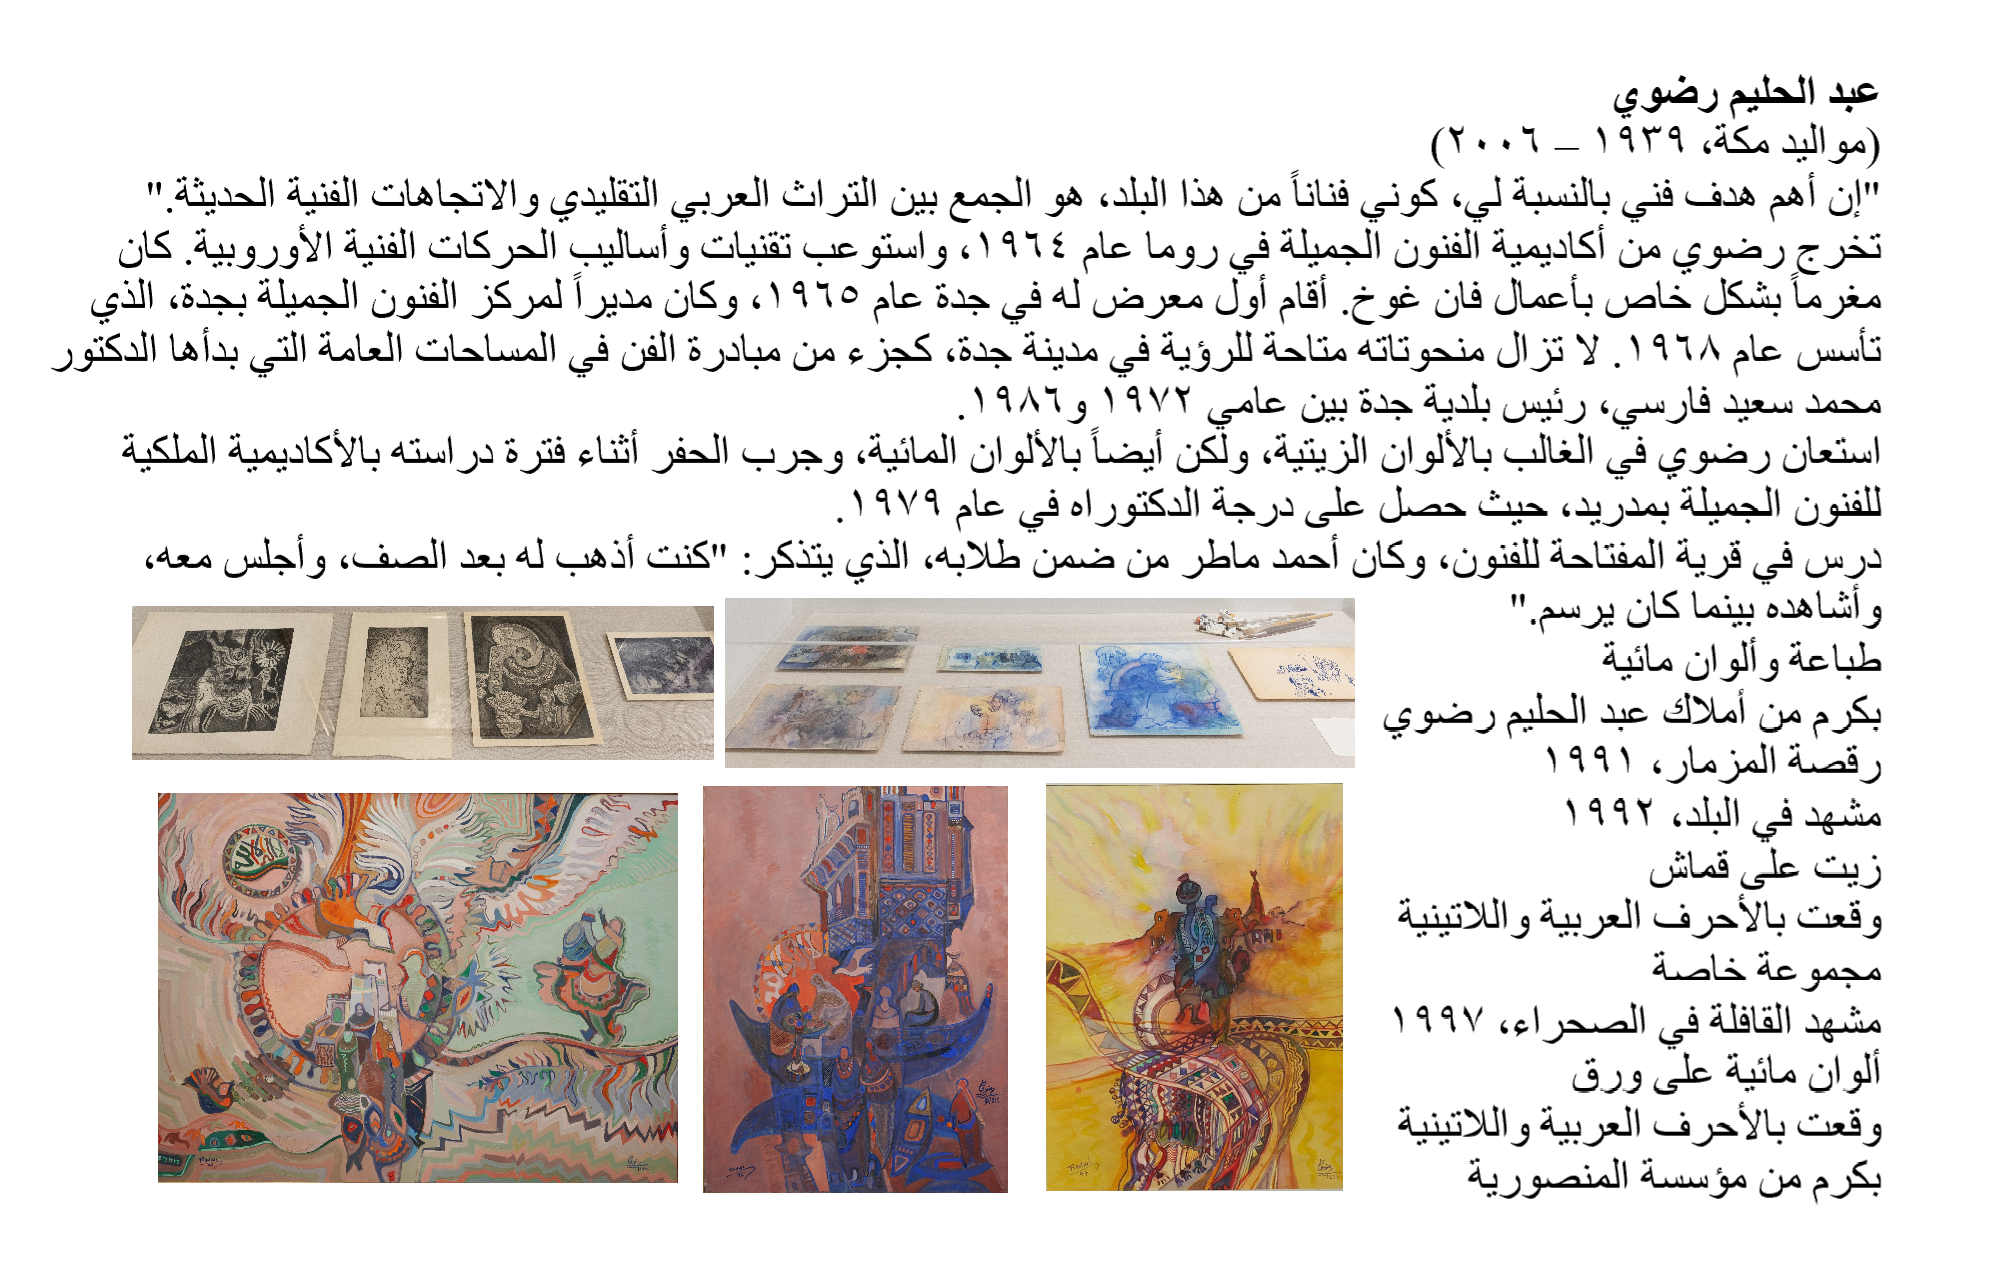 عبد الحليم رضوي
(مواليد مكة، ١٩٣٩ – ٢٠٠٦)
"إن أهم هدف فني بالنسبة لي، كوني فناناً من هذا البلد، هو الجمع بين التراث العربي التقليدي والاتجاهات الفنية الحديثة."
تخرج رضوي من أكاديمية الفنون الجميلة في روما عام ١٩٦٤، واستوعب تقنيات وأساليب الحركات الفنية الأوروبية. كان
مغرماً بشكل خاص بأعمال فان غوخ. أقام أول معرض له في جدة عام ١٩٦٥، وكان مديراً لمركز الفنون الجميلة بجدة، الذي
تأسس عام ١٩٦٨. لا تزال منحوتاته متاحة للرؤية في مدينة جدة، كجزء من مبادرة الفن في المساحات العامة التي بدأها الدكتور
محمد سعيد فارسي، رئيس بلدية جدة بين عامي ١٩٧٢ و١٩٨٦.
استعان رضوي في الغالب بالألوان الزيتية، ولكن أيضاً بالألوان المائية، وجرب الحفر أثناء فترة دراسته بالأكاديمية الملكية
للفنون الجميلة بمدريد، حيث حصل على درجة الدكتوراه في عام ١٩٧٩.
درس في قرية المفتاحة للفنون، وكان أحمد ماطر من ضمن طلابه، الذي يتذكر: "كنت أذهب له بعد الصف، وأجلس معه،
وأشاهده بينما كان يرسم."
طباعة وألوان مائية
بكرم من أملاك عبد الحليم رضوي
رقصة المزمار، ١٩٩١
مشهد في البلد، ١٩٩٢
زيت على قماش
وقعت بالأحرف العربية واللاتينية
مجموعة خاصة
مشهد القافلة في الصحراء، ١٩٩٧
ألوان مائية على ورق
وقعت بالأحرف العربية واللاتينية
بكرم من مؤسسة المنصورية